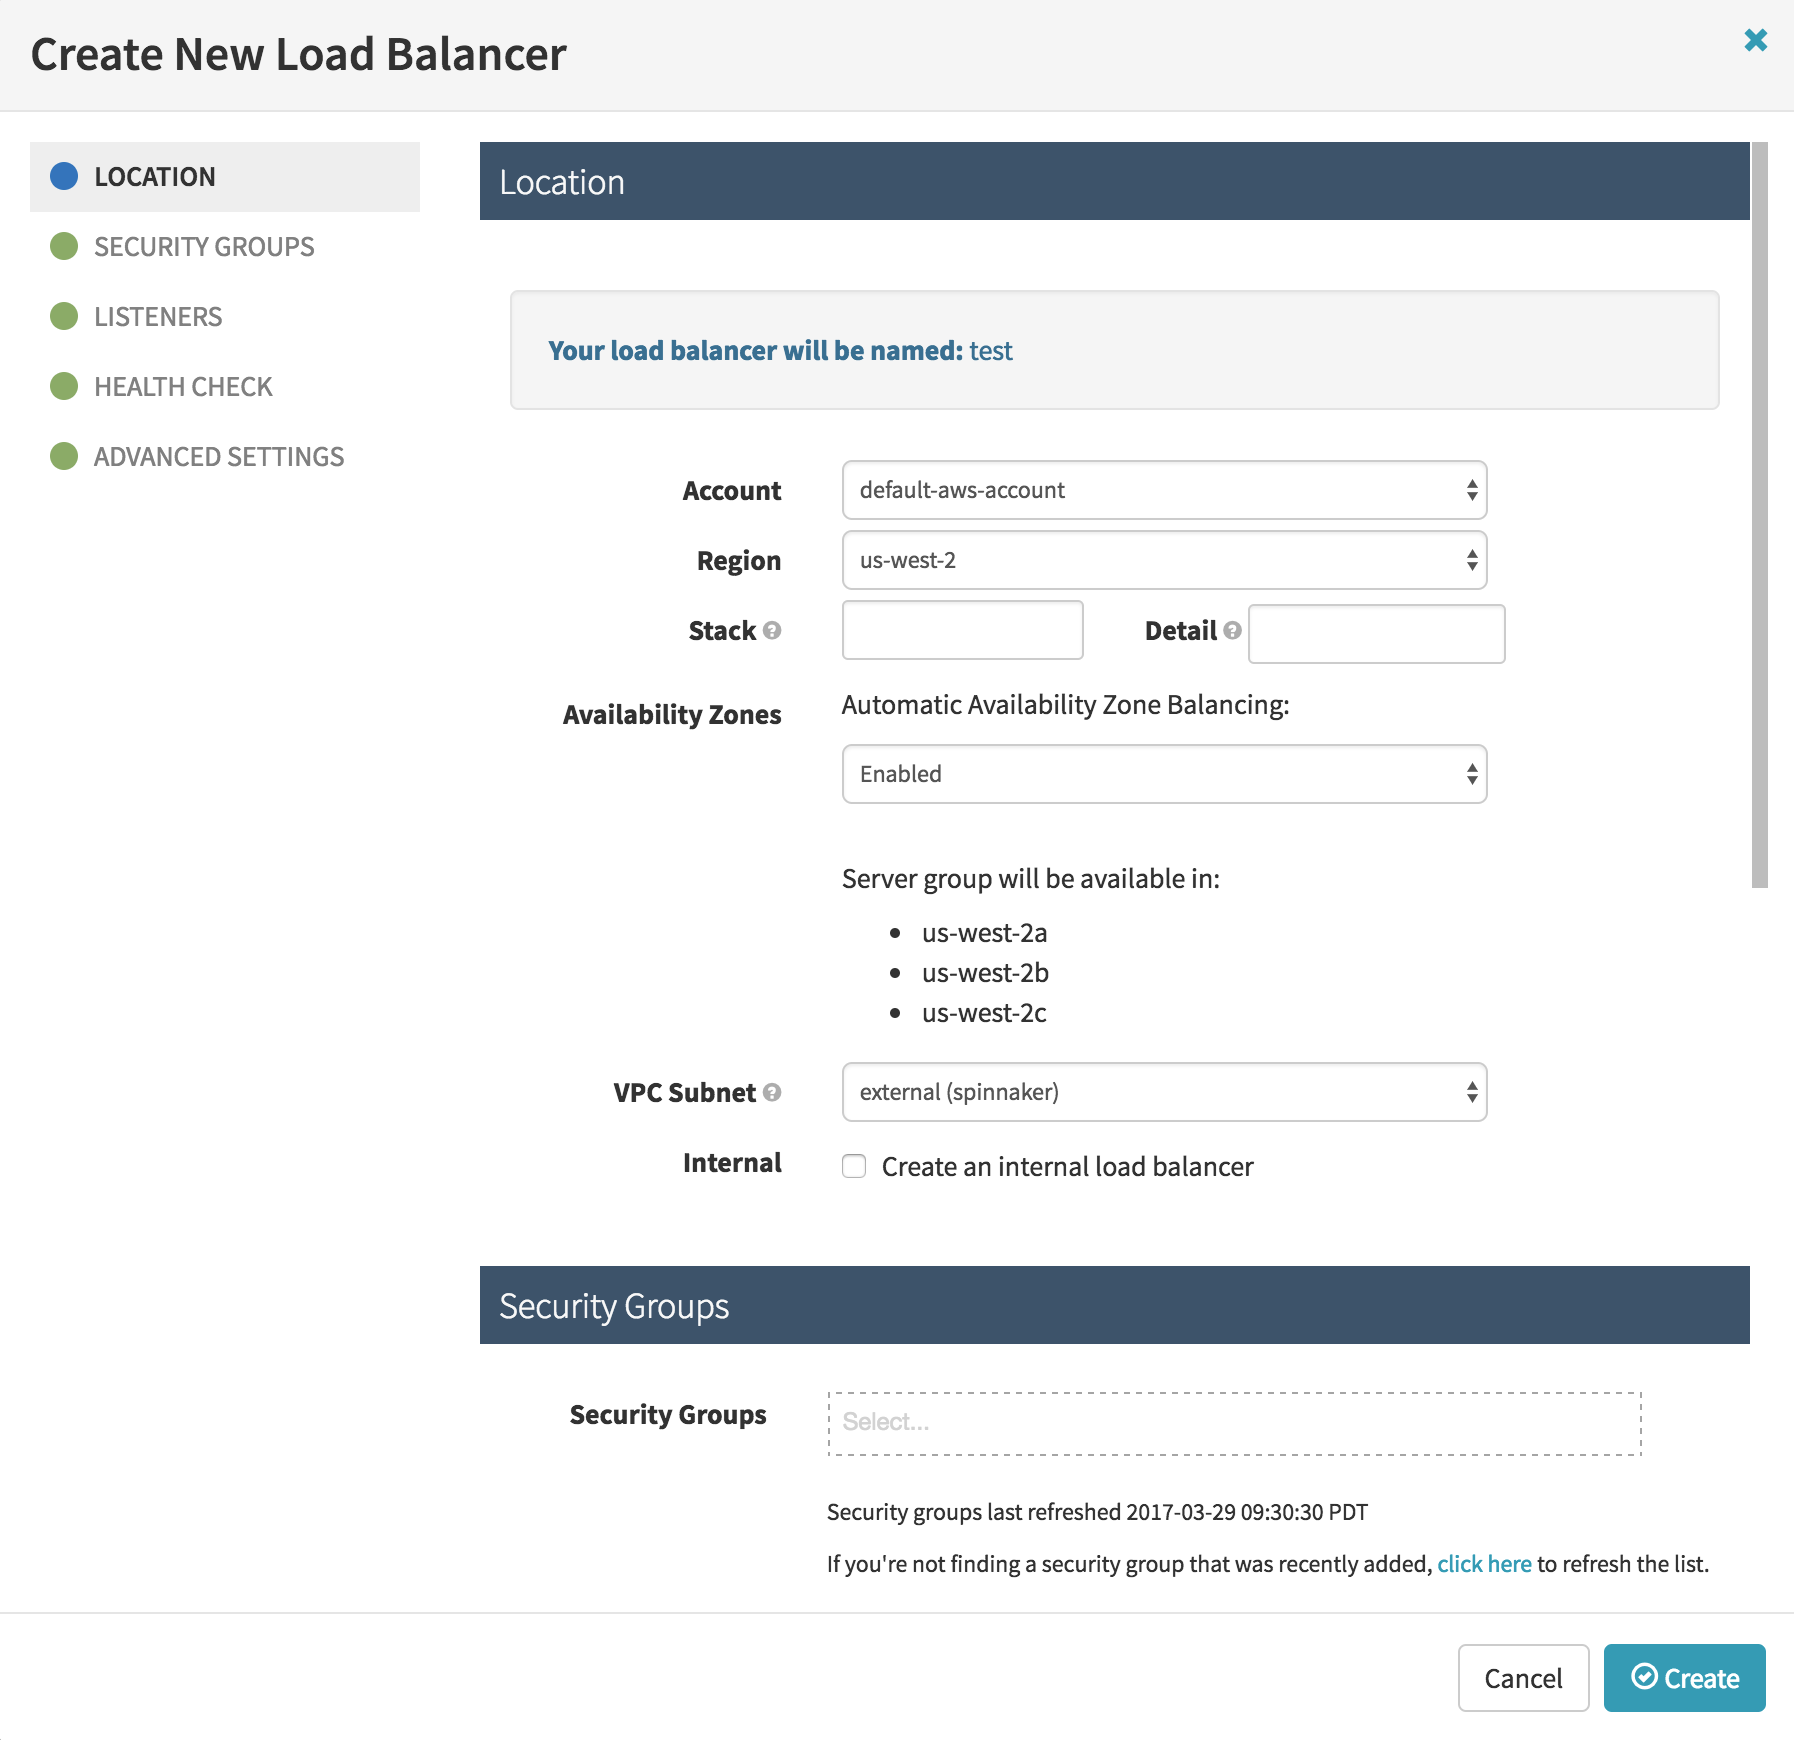 Create New Load Balancer
LOCATION
SECURITY GROUPS
LISTENERS
HEALTH CHECK
ADVANCED SETTINGS
Location
Your load balancer will be named: test
Account default-aws-account
Region us-west-2
Stack Detail
Availability Zones Automatic Availability Zone Balancing:
Enabled
Server group will be available in:
us-west-2a
us-west-2b
us-west-2c
VPC Subnet external (spinnaker)
Internal Create an internal load balancer
Security Groups
Security Groups Select...
Security groups last refreshed 2017-03-29 09:30:30 PDT
If you're not finding a security group that was recently added, click here to refresh the list.
Cancel Create